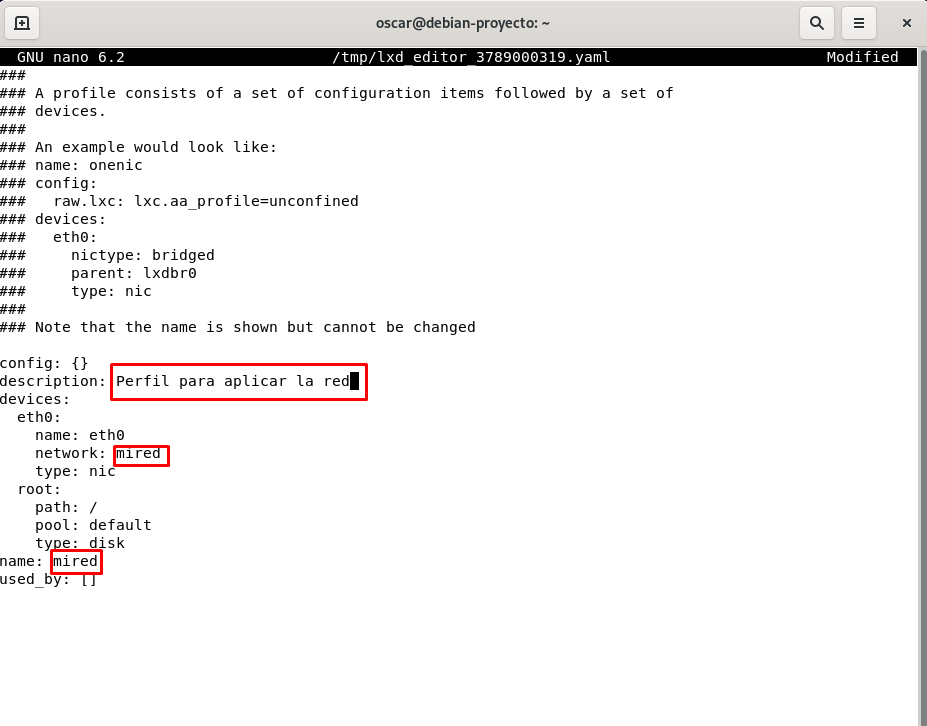 oscar@debian-proyecto: ~
GNU nano 6.2 /tmp/lxd_editor_3789000319.yaml Modified
###
### A profile consists of a set of configuration items followed by a set of
### devices.
###
### An example would look like:
### name: onenic
### config:
###   raw.lxc: lxc.aa_profile=unconfined
### devices:
###   eth0:
###     nictype: bridged
###     parent: lxdbr0
###     type: nic
###
### Note that the name is shown but cannot be changed

config: {}
description: Perfil para aplicar la red
devices:
  eth0:
    name: eth0
    network: mired
    type: nic
  root:
    path: /
    pool: default
    type: disk
name: mired
used_by: []